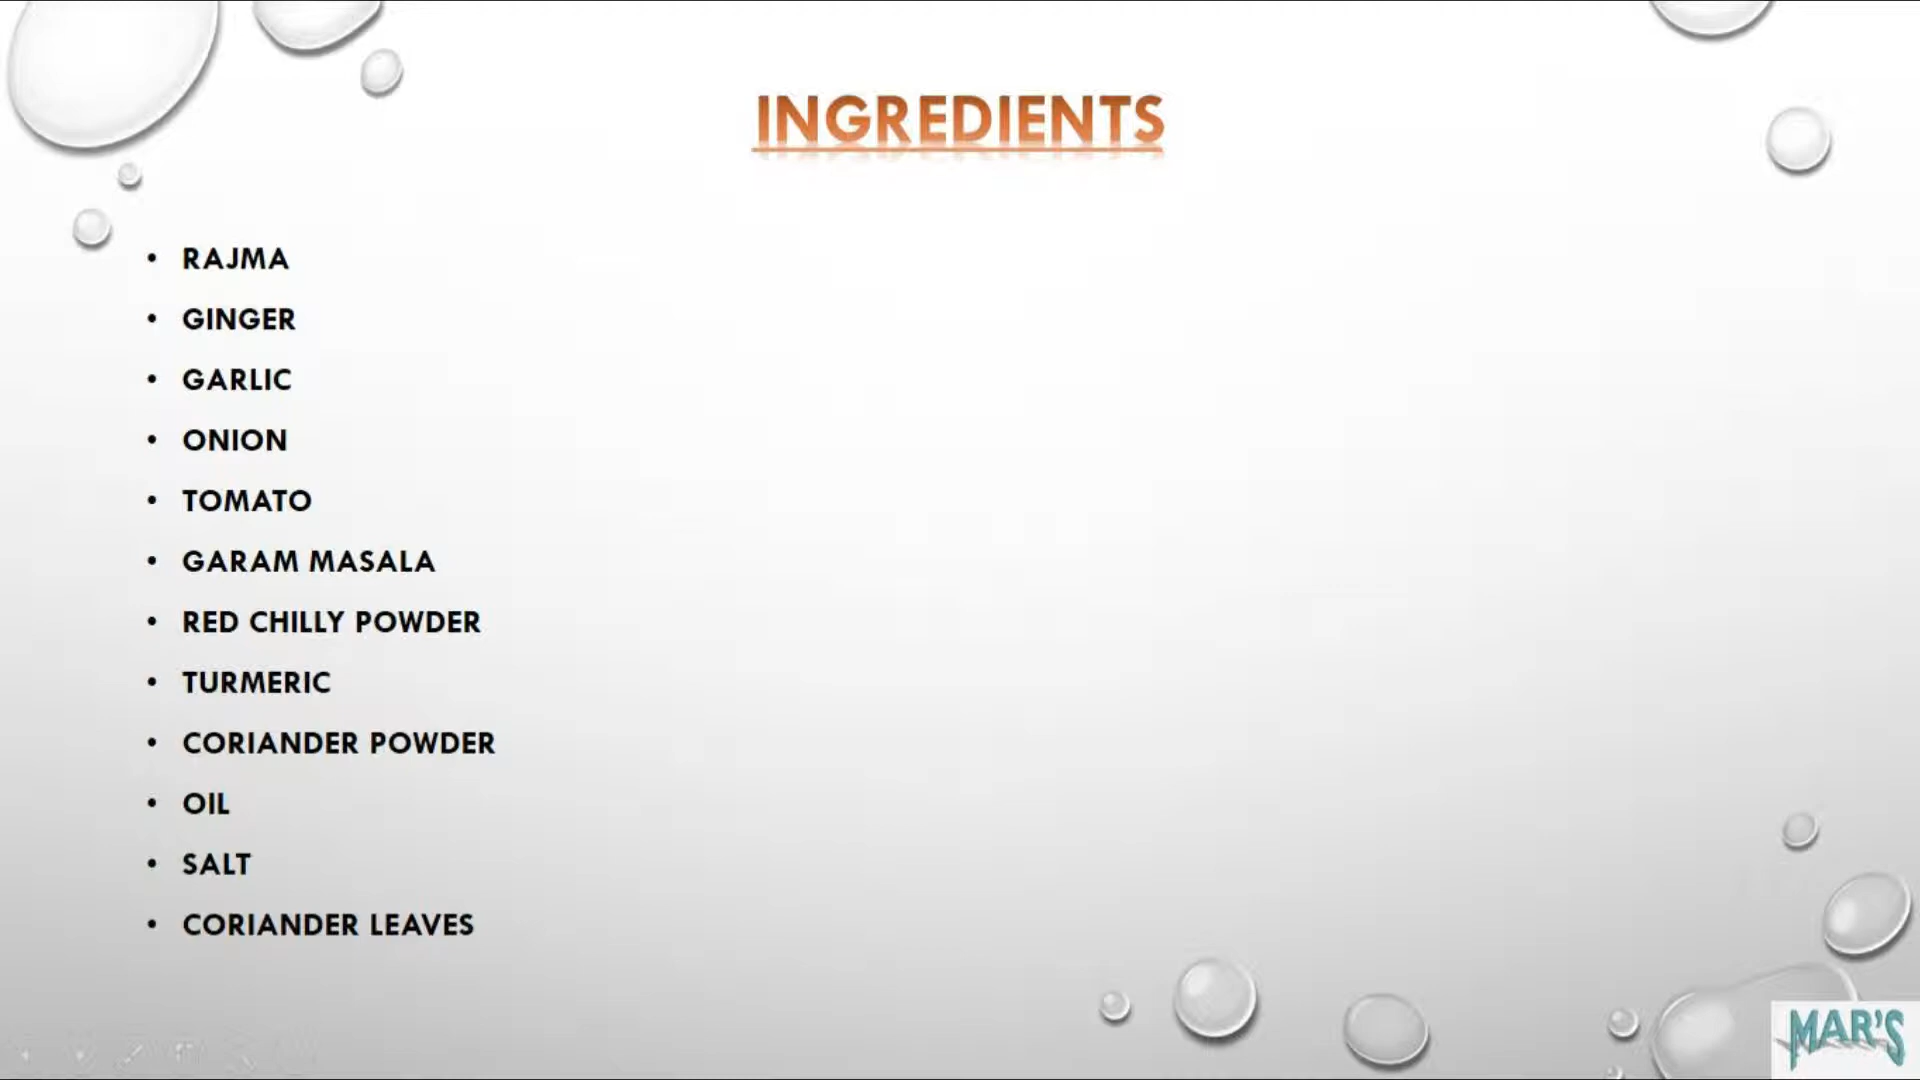 INGREDIENTS
• RAJMA
• GINGER
• GARLIC
• ONION
• TOMATO
• GARAM MASALA
• RED CHILLY POWDER
• TURMERIC
• CORIANDER POWDER
• OIL
• SALT
• CORIANDER LEAVES
MAR'S